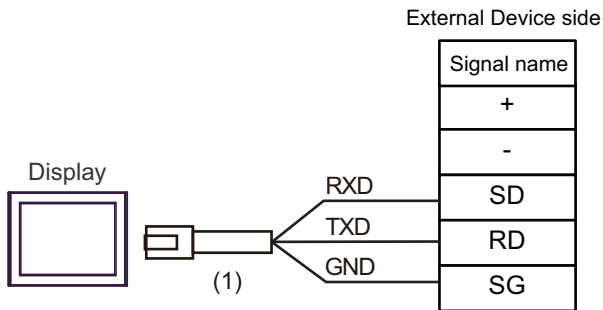 External Device side
Signal name
+
-
Display
RXD
SD
TXD
RD
GND
SG
(1)